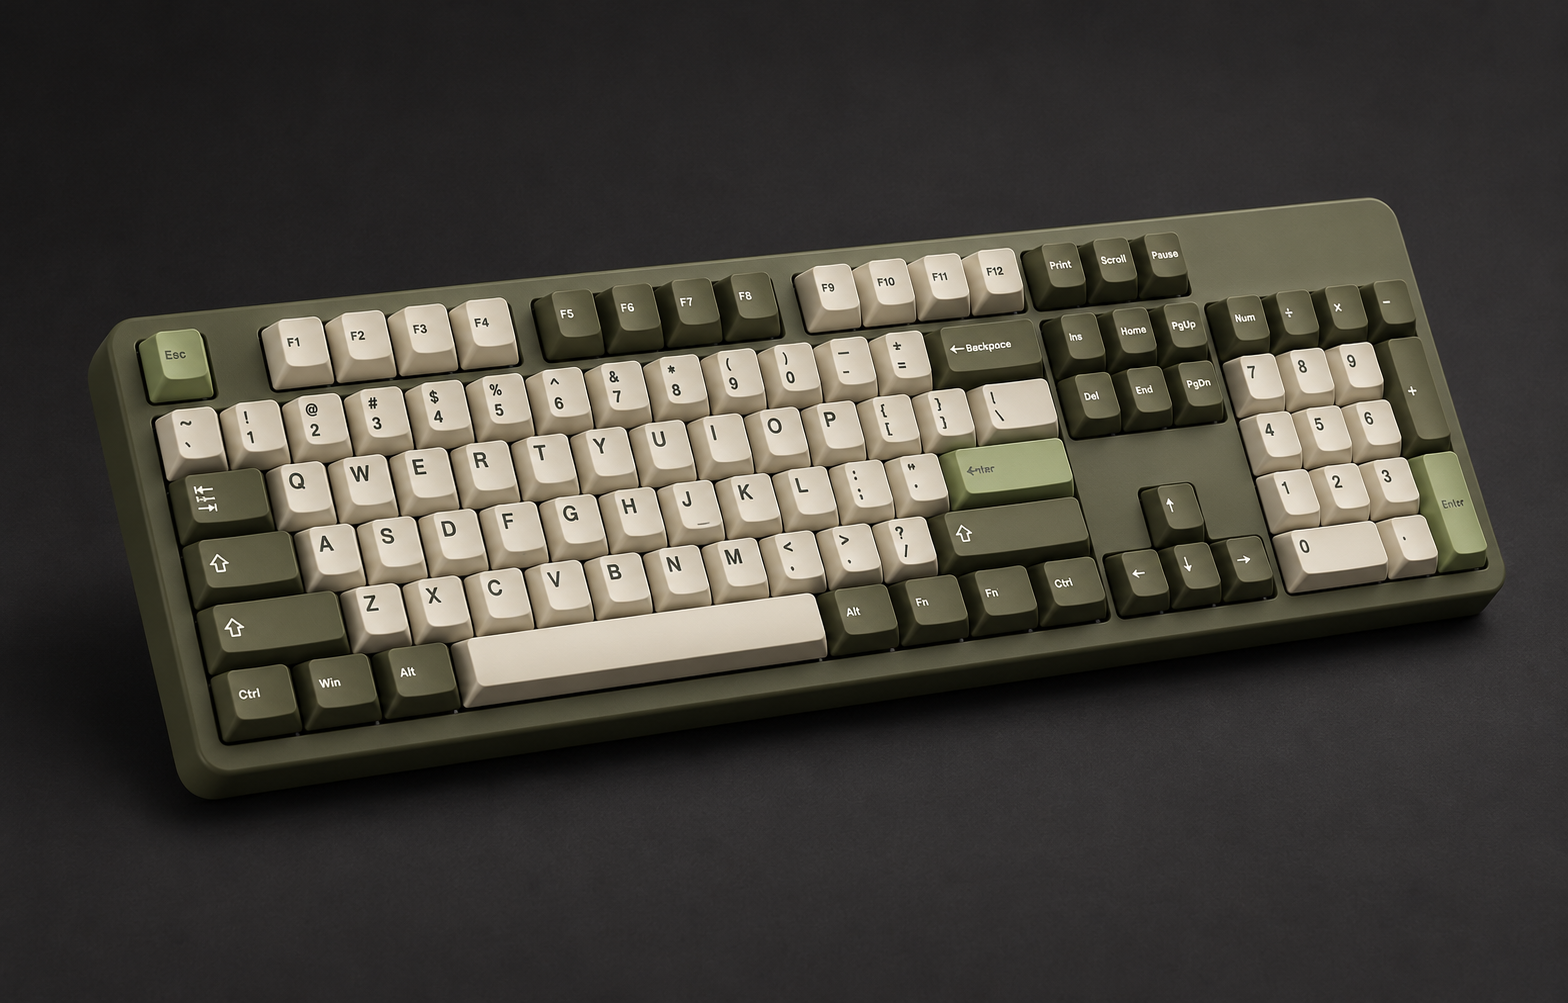 Esc F1 F2 F3 F4 F5 F6 F7 F8 F9 F10 F11 F12 Print Scroll Pause
~ ` ! 1 @ 2 # 3 $ 4 % 5 ^ 6 & 7 * 8 ( 9 ) 0 — - ± = ←Backpace Ins Home PgUp Num ÷ x −
Q W E R T Y U I O P { [ } ] | \ Del End PgDn 7 8 9 +
A S D F G H J _ K L : ; " . 4 5 6
Z X C V B N M < , > . ? / ↑ 1 2 3 Enter
Ctrl Win Alt Alt Fn Fn Ctrl ← ↓ → 0 .